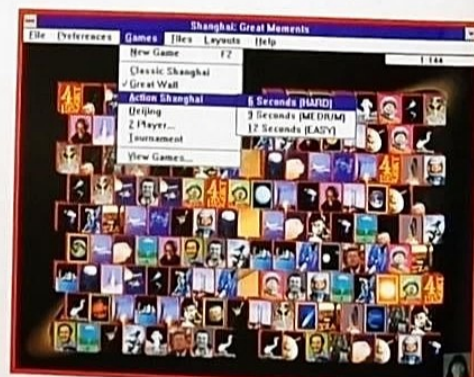 Shanghai: Great Moments
File Preferences Games Tiles Layouts Help
New Game F2
1 144
Classic Shanghai
✓Great Wall
Action Shanghai
6 Seconds (HARD)
Beijing
9 Seconds (MEDIUM)
2 Player...
12 Seconds (EASY)
Tournament
View Games...